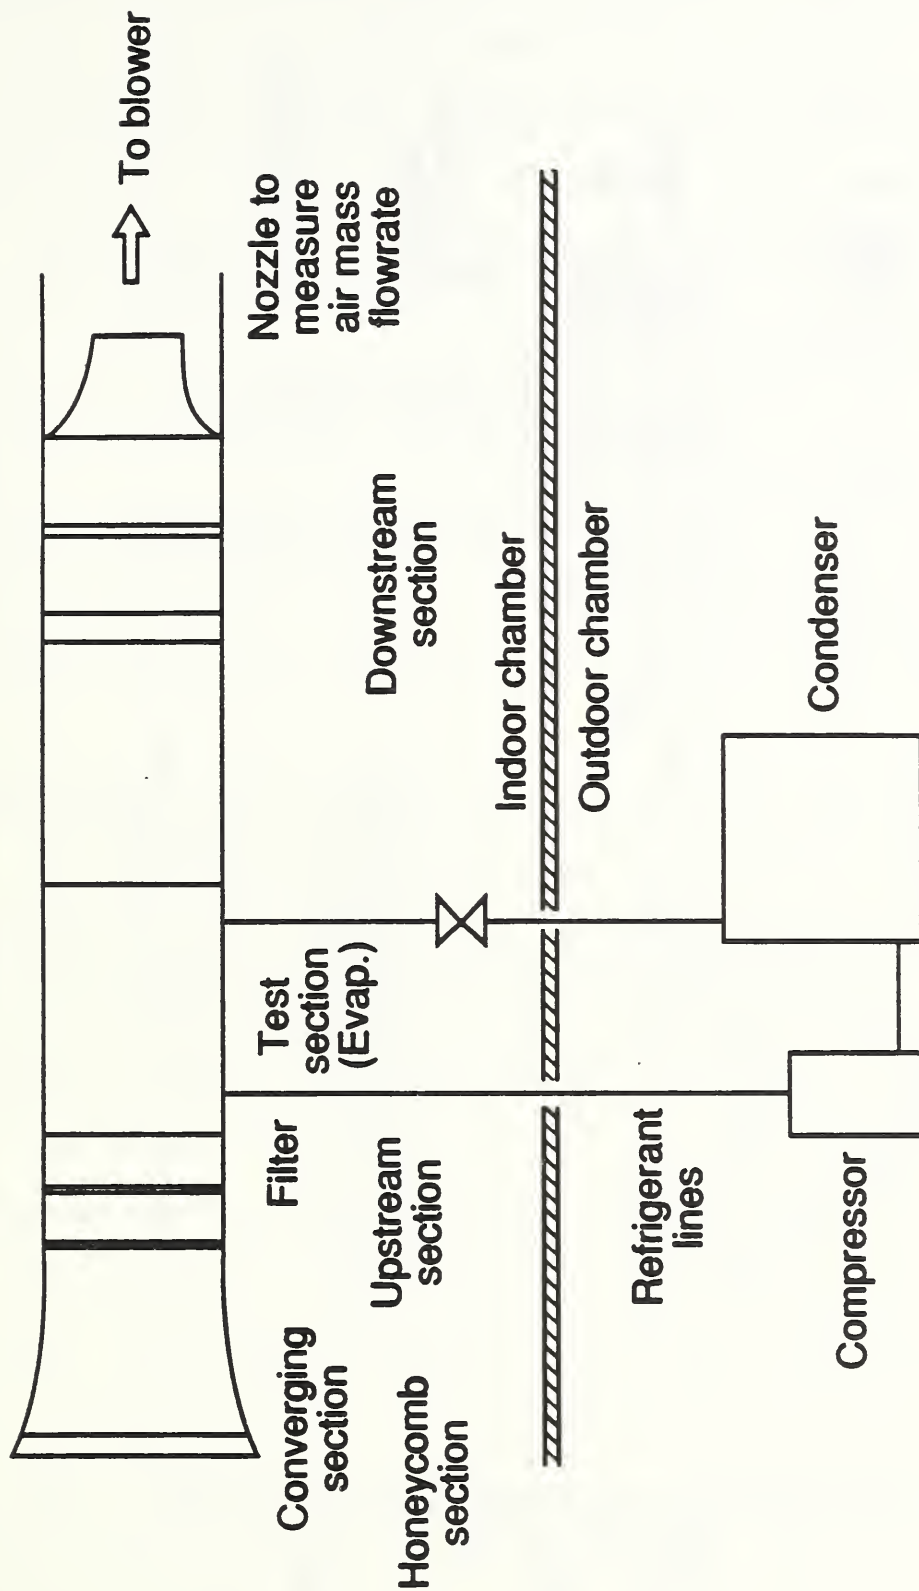 To blower
Nozzle to
measure
air mass
flowrate
Downstream
section
Test
section
(Evap.)
Filter
Upstream
section
Converging
section
Honeycomb
section
Indoor chamber
Outdoor chamber
Refrigerant
lines
Condenser
Compressor